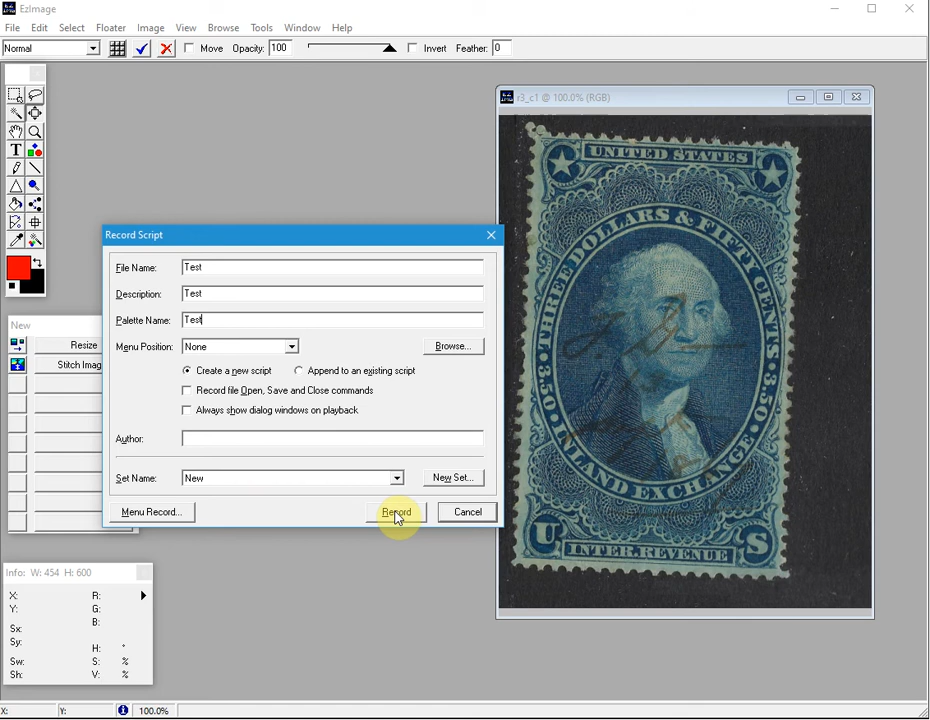 EzImage
File Edit Select Floater Image View Browse Tools Window Help
Normal Move Opacity: 100 Invert Feather: 0
r3_c1 @ 100.0% (RGB)
UNITED STATES
THREE DOLLARS & FIFTY CENTS
3.50 3.50
INLAND EXCHANGE
U INTER.REVENUE S
Record Script
File Name: Test
Description: Test
Palette Name: Test
Menu Position: None Browse...
Create a new script Append to an existing script
Record file Open, Save and Close commands
Always show dialog windows on playback
Author:
Set Name: New New Set...
Menu Record... Record Cancel
New
Resize
Stitch Imag
Info: W: 454 H: 600
X: R:
Y: G:
B:
Sx:
Sy: H: °
Sw: S: %
Sh: V: %
X: Y: 100.0%